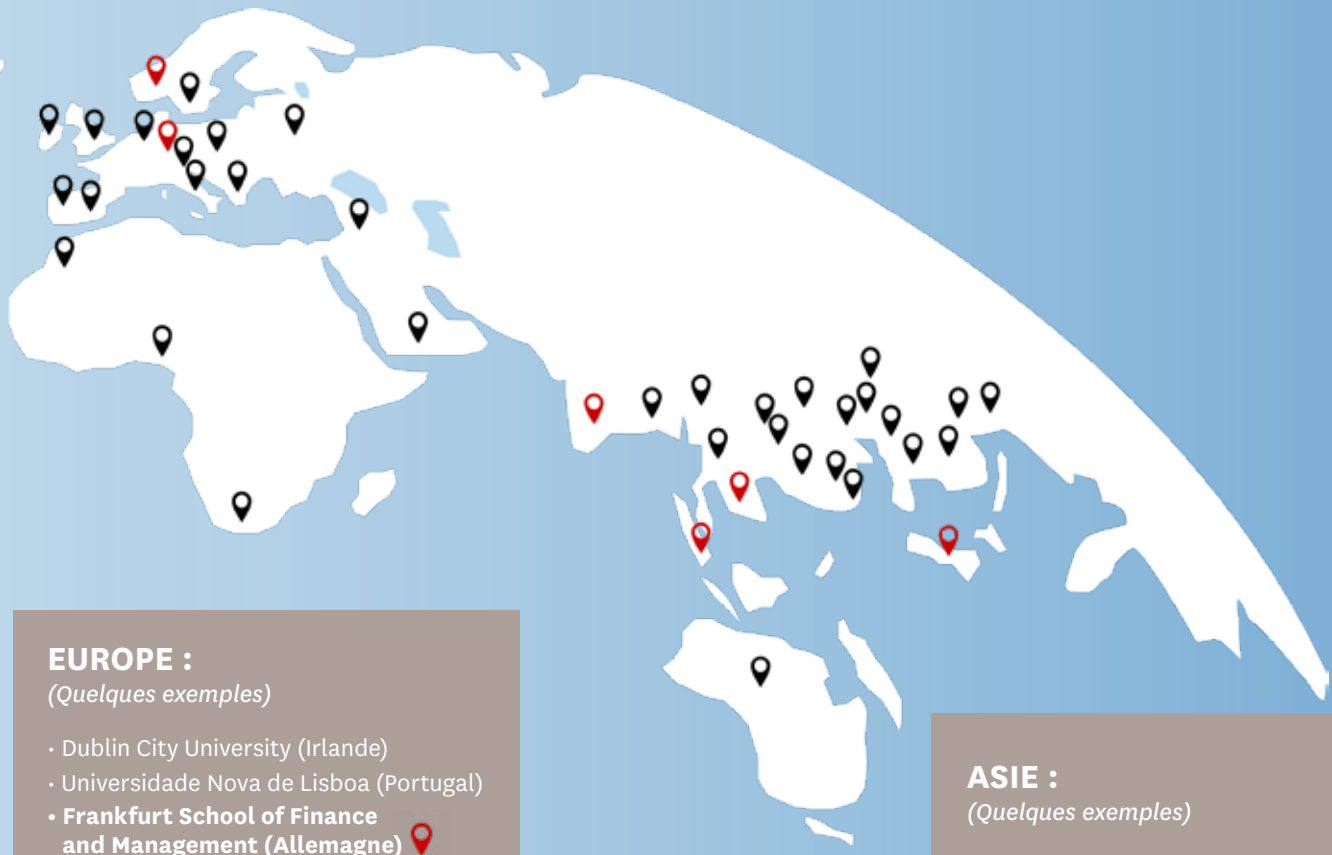 EUROPE :
(Quelques exemples)
· Dublin City University (Irlande)
· Universidade Nova de Lisboa (Portugal)
• Frankfurt School of Finance
and Management (Allemagne)
ASIE :
(Quelques exemples)